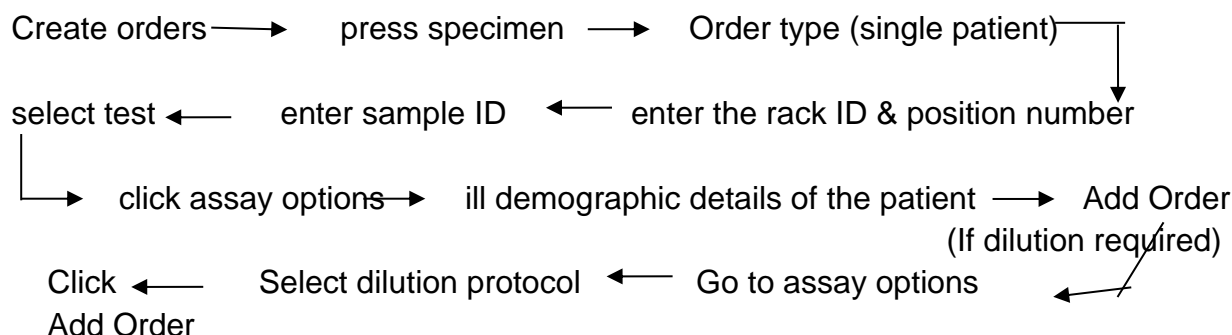 Create orders press specimen Order type (single patient)
select test enter sample ID enter the rack ID & position number
click assay options ill demographic details of the patient Add Order
(If dilution required)
Click Select dilution protocol Go to assay options
Add Order